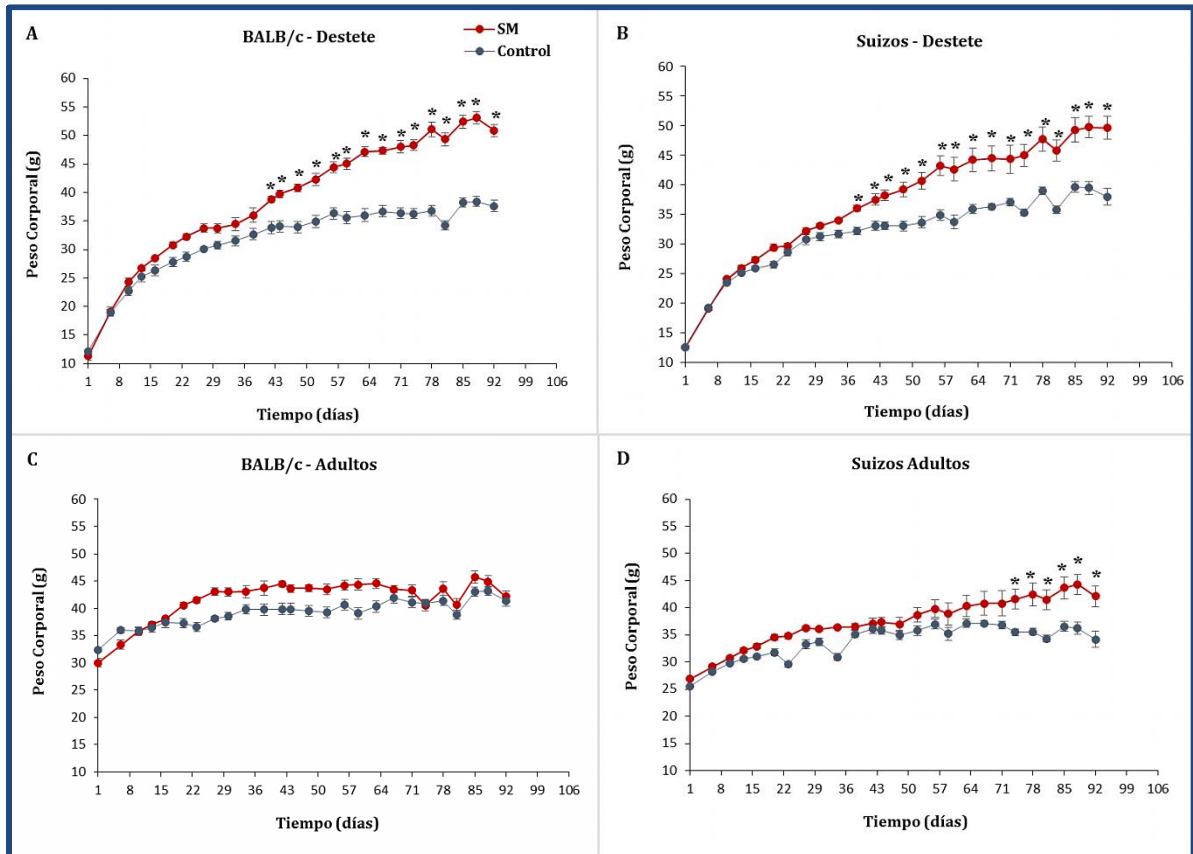 A
BALB/c - Destete
SM
Control
Peso Corporal (g)
60
55
50
45
40
35
30
25
20
15
10
* * * * * * * * * * * * * * *
1 8 15 22 29 36 43 50 57 64 71 78 85 92 99 106
Tiempo (días)
B
Suizos - Destete
Peso Corporal (g)
60
55
50
45
40
35
30
25
20
15
10
* * * * * * * * * * * * * * * *
1 8 15 22 29 36 43 50 57 64 71 78 85 92 99 106
Tiempo (días)
C
BALB/c - Adultos
Peso Corporal (g)
60
55
50
45
40
35
30
25
20
15
10
1 8 15 22 29 36 43 50 57 64 71 78 85 92 99 106
Tiempo (días)
D
Suizos Adultos
Peso Corporal (g)
60
55
50
45
40
35
30
25
20
15
10
* * * * * *
1 8 15 22 29 36 43 50 57 64 71 78 85 92 99 106
Tiempo (días)